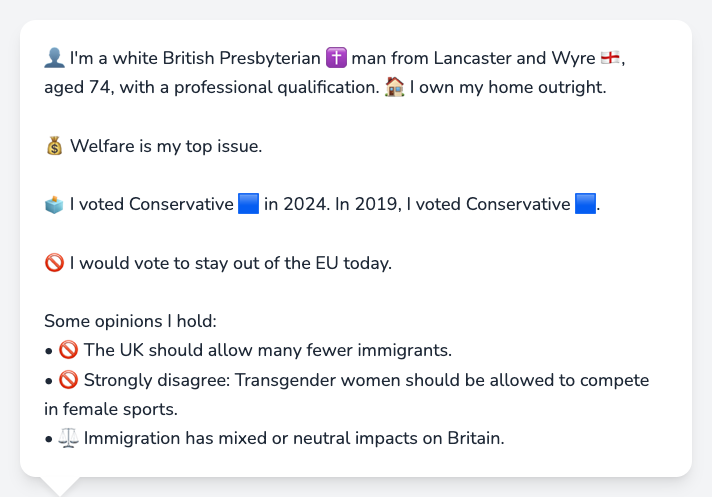 👤 I'm a white British Presbyterian ✝️ man from Lancaster and Wyre 🏴󠁧󠁢󠁥󠁮󠁧󠁿,
aged 74, with a professional qualification. 🏠 I own my home outright.
💰 Welfare is my top issue.
🗳️ I voted Conservative 🟦 in 2024. In 2019, I voted Conservative 🟦.
🚫 I would vote to stay out of the EU today.
Some opinions I hold:
• 🚫 The UK should allow many fewer immigrants.
• 🚫 Strongly disagree: Transgender women should be allowed to compete
in female sports.
• ⚖️ Immigration has mixed or neutral impacts on Britain.